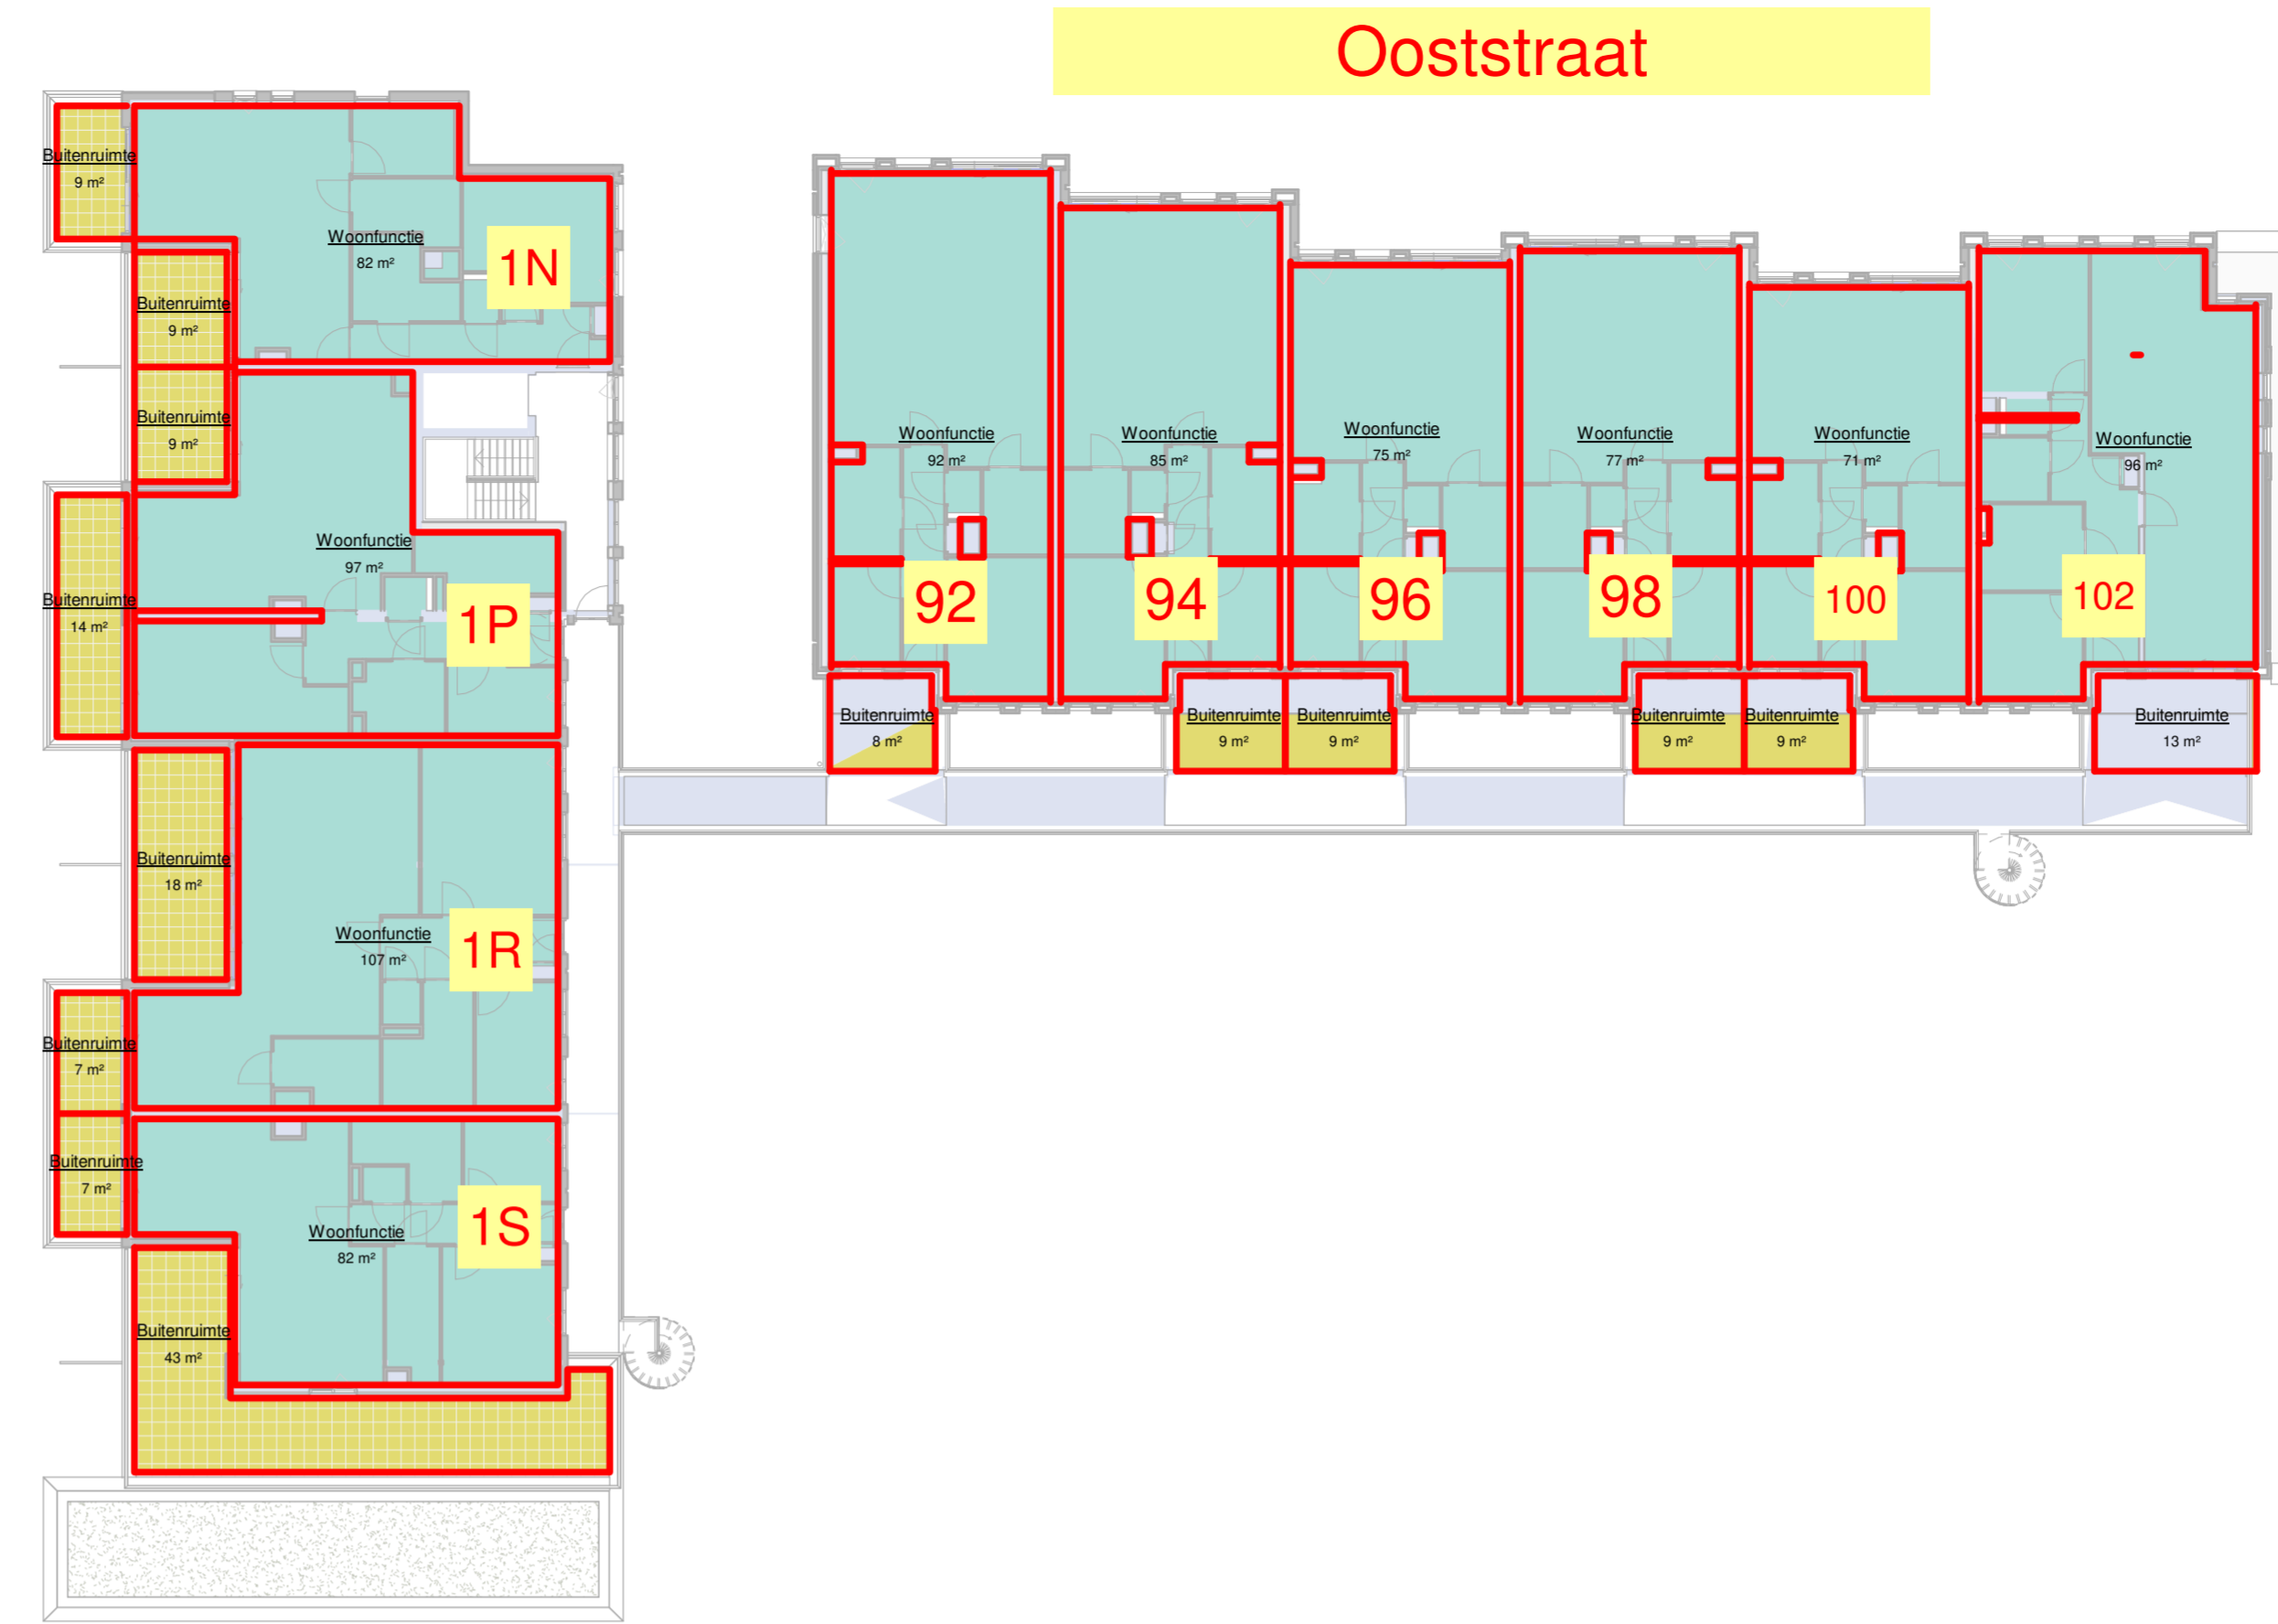 Ooststraat
Buitenruimte
9 m²
Woonfunctie
82 m²
1N
Buitenruimte
9 m²
Buitenruimte
9 m²
Woonfunctie
97 m²
1P
Buitenruimte
14 m²
Buitenruimte
18 m²
Woonfunctie
107 m²
1R
Buitenruimte
7 m²
Buitenruimte
7 m²
Woonfunctie
82 m²
1S
Buitenruimte
43 m²
Woonfunctie
92 m²
92
Buitenruimte
8 m²
Woonfunctie
85 m²
94
Buitenruimte
9 m²
Woonfunctie
75 m²
96
Buitenruimte
9 m²
Woonfunctie
77 m²
98
Buitenruimte
9 m²
Woonfunctie
71 m²
100
Buitenruimte
9 m²
Woonfunctie
96 m²
102
Buitenruimte
13 m²